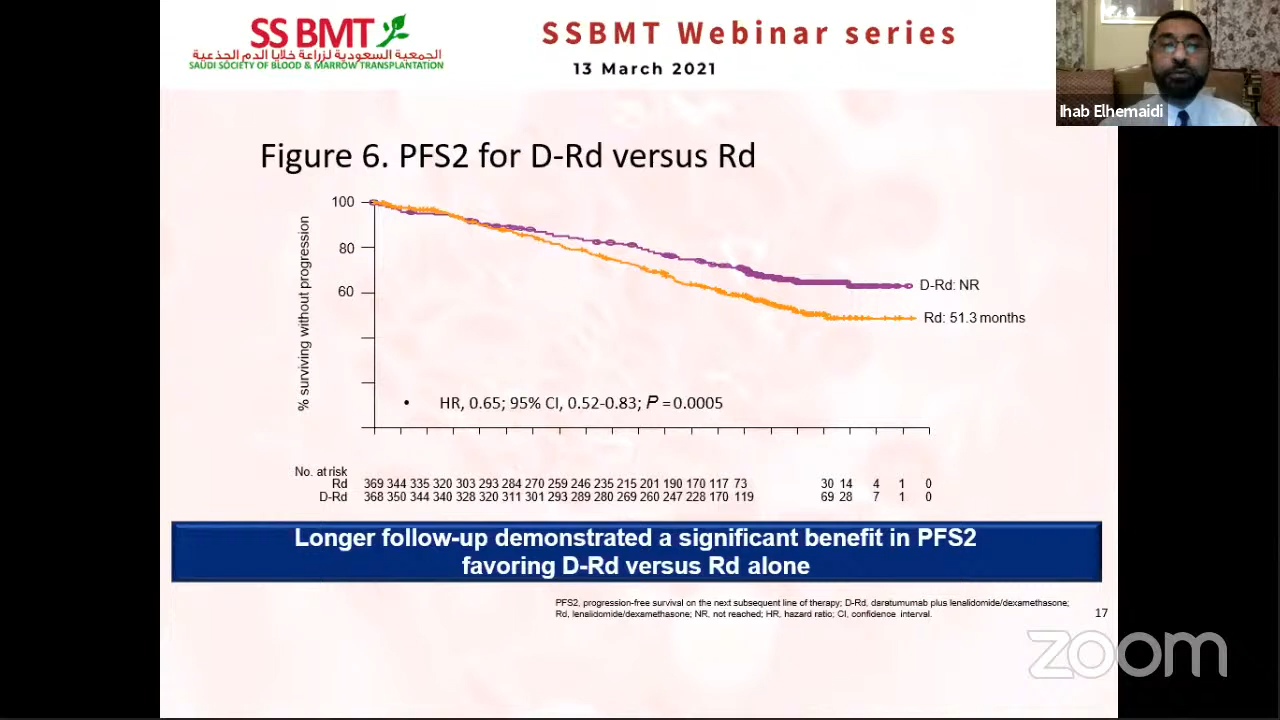 SS BMT
الجمعية السعودية لزراعة خلايا الدم الجذعية
SAUDI SOCIETY OF BLOOD & MARROW TRANSPLANTATION
SSBMT Webinar series
13 March 2021
Ihab Elhemaidi
Figure 6. PFS2 for D-Rd versus Rd
% surviving without progression
100
80
60
D-Rd: NR
Rd: 51.3 months
• HR, 0.65; 95% CI, 0.52-0.83; P = 0.0005
No. at risk
Rd 369 344 335 320 303 293 284 270 259 246 235 215 201 190 170 117 73 30 14 4 1 0
D-Rd 368 350 344 340 328 320 311 301 293 289 280 269 260 247 228 170 119 69 28 7 1 0
Longer follow-up demonstrated a significant benefit in PFS2
favoring D-Rd versus Rd alone
PFS2, progression-free survival on the next subsequent line of therapy; D-Rd, daratumumab plus lenalidomide/dexamethasone;
Rd, lenalidomide/dexamethasone; NR, not reached; HR, hazard ratio; CI, confidence interval.
17
zoom